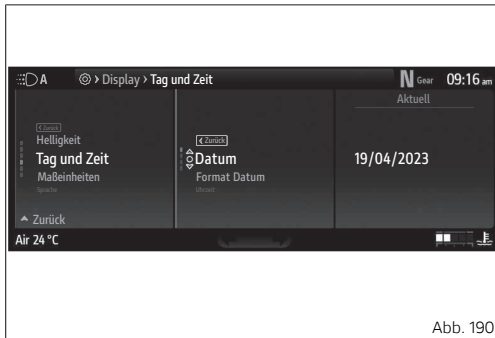 A > Display > Tag und Zeit N Gear 09:16 am
Aktuell
Zurück
Helligkeit
Zurück
Tag und Zeit Datum 19/04/2023
Maßeinheiten Format Datum
Sprache Uhrzeit
Zurück
Air 24 °C
Abb. 190